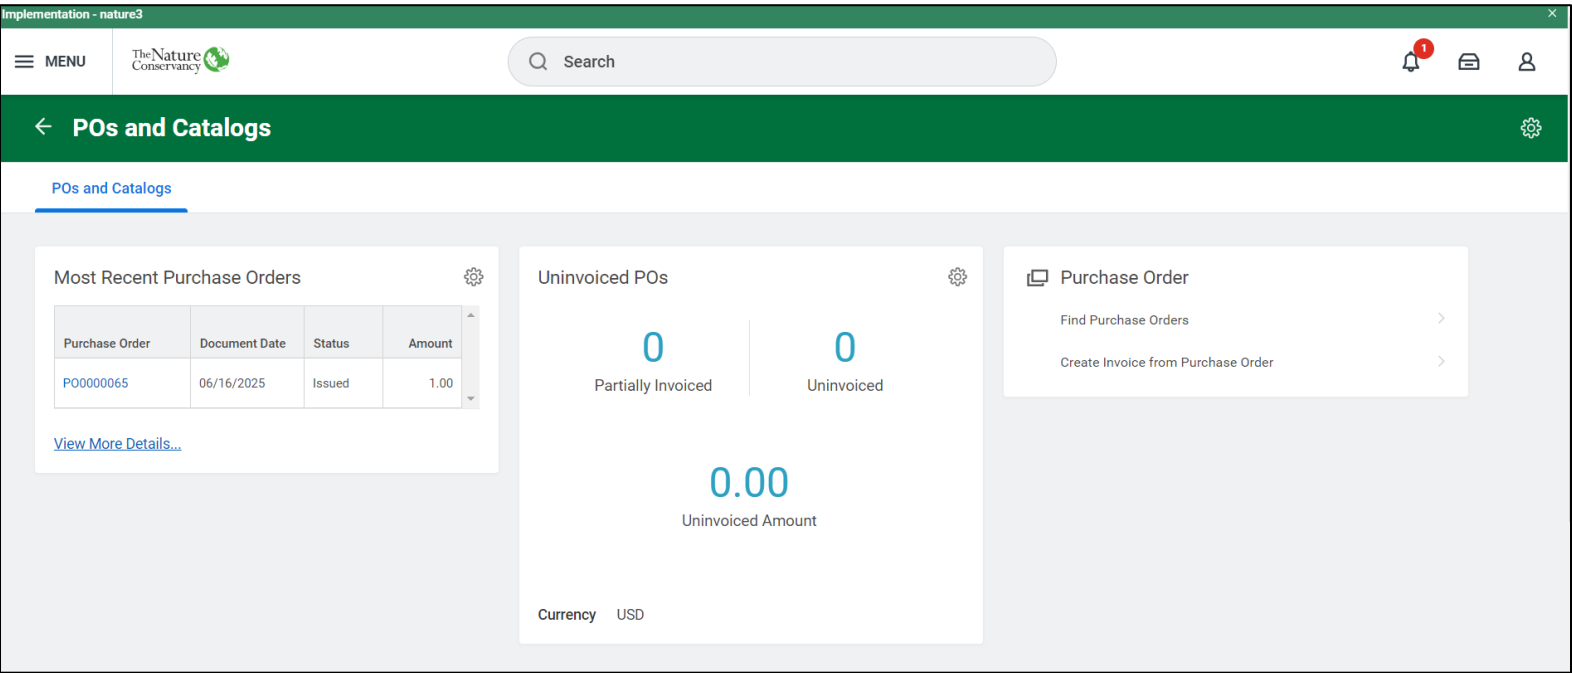 Implementation - nature3
MENU
The Nature
Conservancy
Search
1
POs and Catalogs
POs and Catalogs
Most Recent Purchase Orders
Purchase Order Document Date Status Amount
PO0000065 06/16/2025 Issued 1.00
View More Details...
Uninvoiced POs
0 0
Partially Invoiced Uninvoiced
0.00
Uninvoiced Amount
Currency USD
Purchase Order
Find Purchase Orders
Create Invoice from Purchase Order